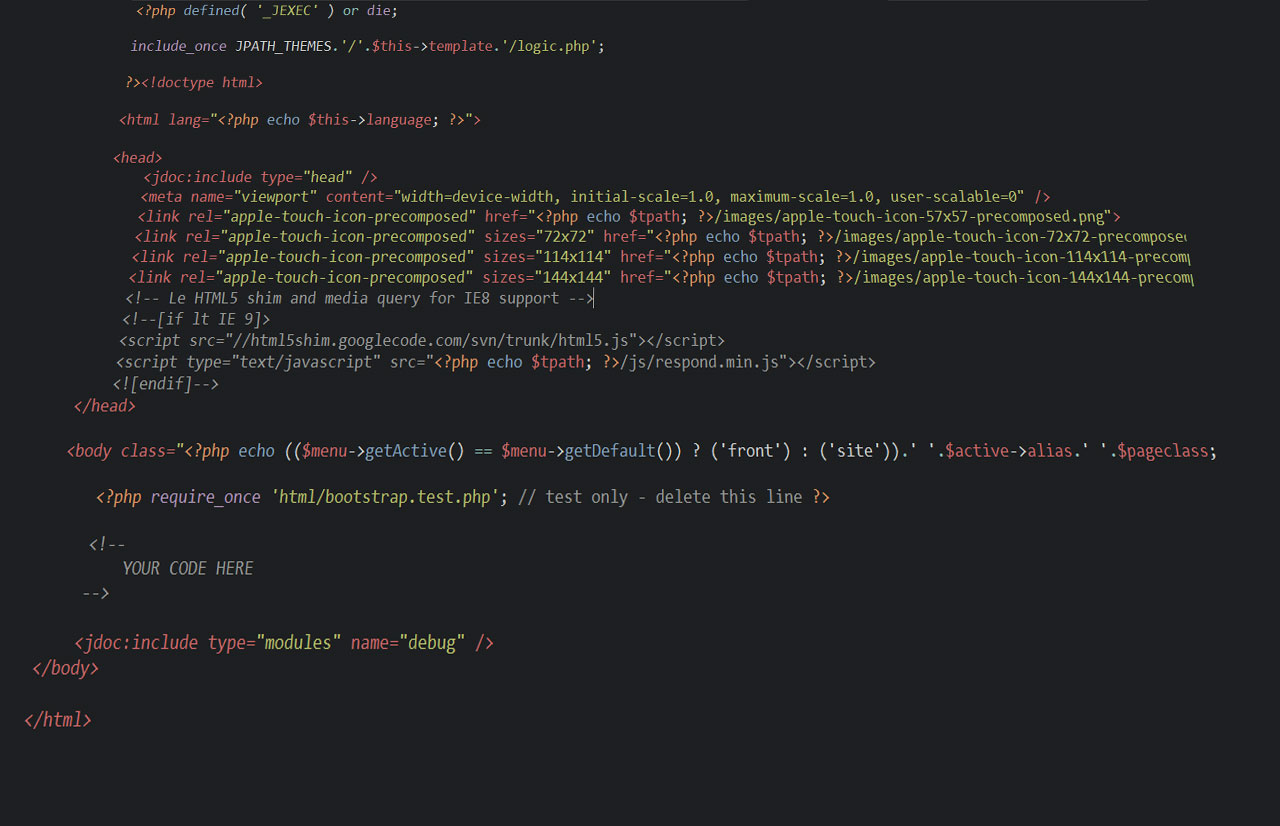 <?php defined( '_JEXEC' ) or die;
include_once JPATH_THEMES.'/'.$this->template.'/logic.php';
?><!doctype html>
<html lang="<?php echo $this->language; ?>">
<head>
<jdoc:include type="head" />
<meta name="viewport" content="width=device-width, initial-scale=1.0, maximum-scale=1.0, user-scalable=0" />
<link rel="apple-touch-icon-precomposed" href="<?php echo $tpath; ?>/images/apple-touch-icon-57x57-precomposed.png">
<link rel="apple-touch-icon-precomposed" sizes="72x72" href="<?php echo $tpath; ?>/images/apple-touch-icon-72x72-precompose
<link rel="apple-touch-icon-precomposed" sizes="114x114" href="<?php echo $tpath; ?>/images/apple-touch-icon-114x114-precom
<link rel="apple-touch-icon-precomposed" sizes="144x144" href="<?php echo $tpath; ?>/images/apple-touch-icon-144x144-precom
<!-- Le HTML5 shim and media query for IE8 support -->
<!--[if lt IE 9]>
<script src="//html5shim.googlecode.com/svn/trunk/html5.js"></script>
<script type="text/javascript" src="<?php echo $tpath; ?>/js/respond.min.js"></script>
<![endif]-->
</head>
<body class="<?php echo (($menu->getActive() == $menu->getDefault()) ? ('front') : ('site')).' '.$active->alias.' '.$pageclass;
<?php require_once 'html/bootstrap.test.php'; // test only - delete this line ?>
<!--
YOUR CODE HERE
-->
<jdoc:include type="modules" name="debug" />
</body>
</html>